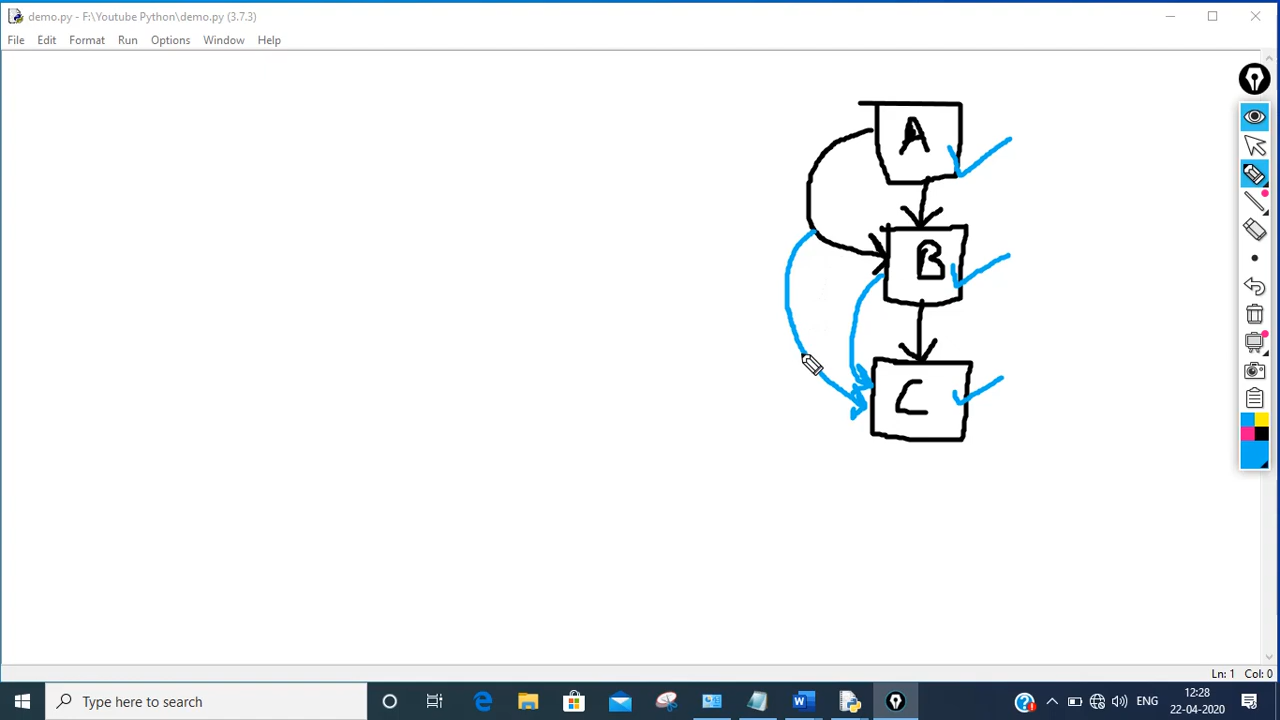 demo.py - F:\Youtube Python\demo.py (3.7.3)
File Edit Format Run Options Window Help
A
B
C
Ln: 1 Col: 0
Type here to search
ENG
12:28
22-04-2020